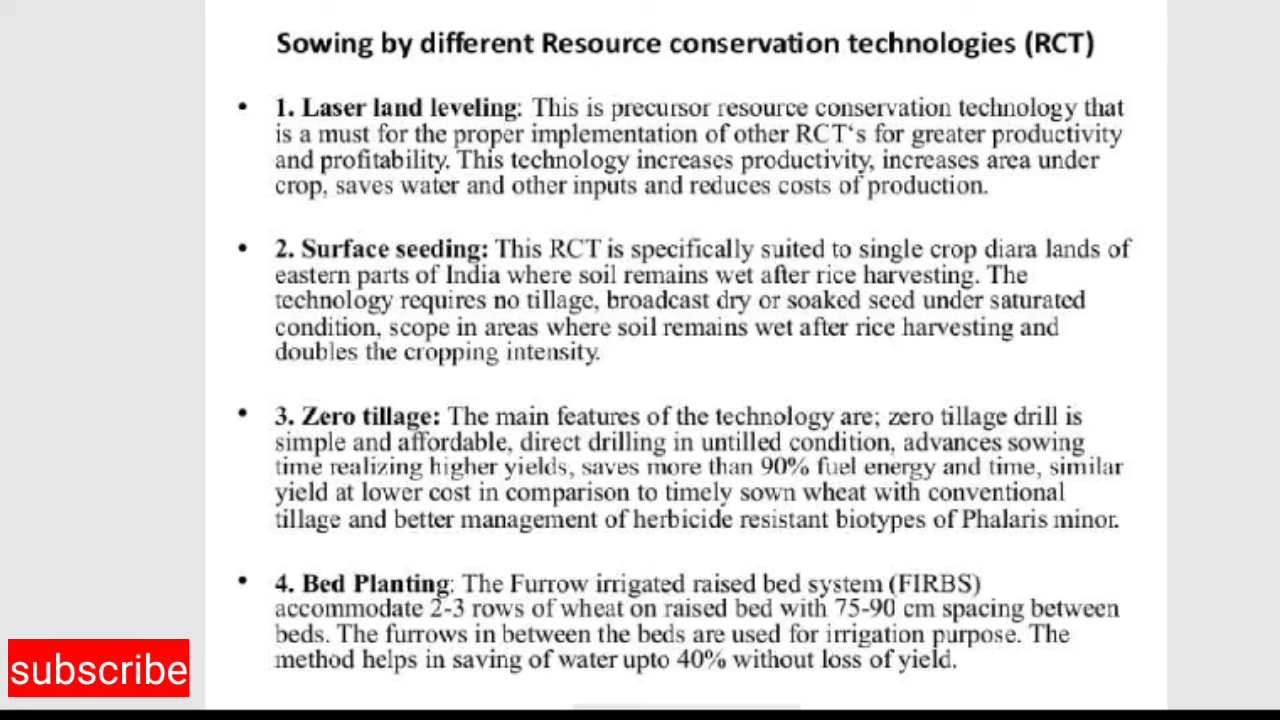 Sowing by different Resource conservation technologies (RCT)
• 1. Laser land leveling: This is precursor resource conservation technology that
is a must for the proper implementation of other RCT‘s for greater productivity
and profitability. This technology increases productivity, increases area under
crop, saves water and other inputs and reduces costs of production.
• 2. Surface seeding: This RCT is specifically suited to single crop diara lands of
eastern parts of India where soil remains wet after rice harvesting. The
technology requires no tillage, broadcast dry or soaked seed under saturated
condition, scope in areas where soil remains wet after rice harvesting and
doubles the cropping intensity.
• 3. Zero tillage: The main features of the technology are; zero tillage drill is
simple and affordable, direct drilling in untilled condition, advances sowing
time realizing higher yields, saves more than 90% fuel energy and time, similar
yield at lower cost in comparison to timely sown wheat with conventional
tillage and better management of herbicide resistant biotypes of Phalaris minor.
• 4. Bed Planting: The Furrow irrigated raised bed system (FIRBS)
accommodate 2-3 rows of wheat on raised bed with 75-90 cm spacing between
beds. The furrows in between the beds are used for irrigation purpose. The
method helps in saving of water upto 40% without loss of yield.
subscribe